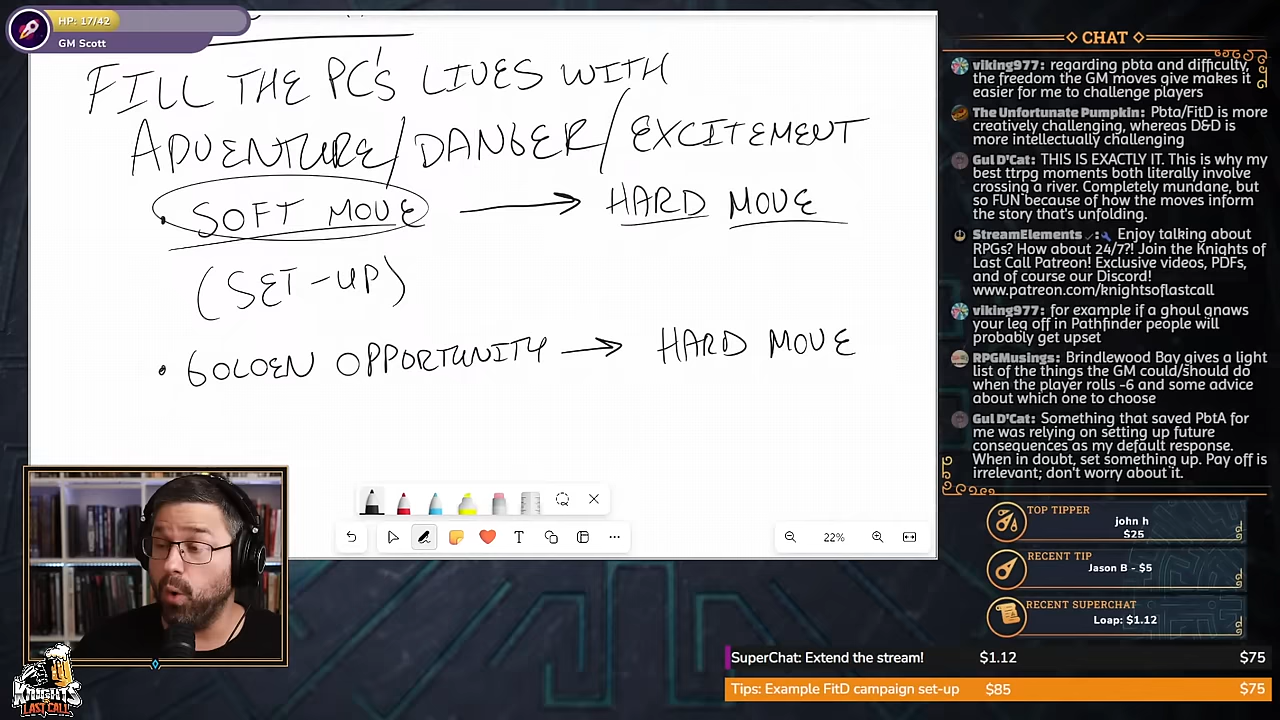 HP: 17/42
GM Scott
FILL THE PC'S LIVES WITH
ADVENTURE/DANGER/EXCITEMENT
• SOFT MOVE → HARD MOVE
(SET-UP)
• GOLDEN OPPORTUNITY → HARD MOVE
22%
KNIGHTS
OF
LAST CALL
CHAT
viking977: regarding pbta and difficulty,
the freedom the GM moves give makes it
easier for me to challenge players
The Unfortunate Pumpkin: Pbta/FitD is more
creatively challenging, whereas D&D is
more intellectually challenging
Gul D'Cat: THIS IS EXACTLY IT. This is why my
best ttrpg moments both literally involve
crossing a river. Completely mundane, but
so FUN because of how the moves inform
the story that's unfolding.
StreamElements : Enjoy talking about
RPGs? How about 24/7?! Join the Knights of
Last Call Patreon! Exclusive videos, PDFs,
and of course our Discord!
www.patreon.com/knightsoflastcall
viking977: for example if a ghoul gnaws
your leg off in Pathfinder people will
probably get upset
RPGMusings: Brindlewood Bay gives a light
list of the things the GM could/should do
when the player rolls -6 and some advice
about which one to choose
Gul D'Cat: Something that saved PbtA for
me was relying on setting up future
consequences as my default response.
When in doubt, set something up. Pay off is
irrelevant; don't worry about it.
TOP TIPPER
john h
$25
RECENT TIP
Jason B - $5
RECENT SUPERCHAT
Loap: $1.12
SuperChat: Extend the stream! $1.12 $75
Tips: Example FitD campaign set-up $85 $75